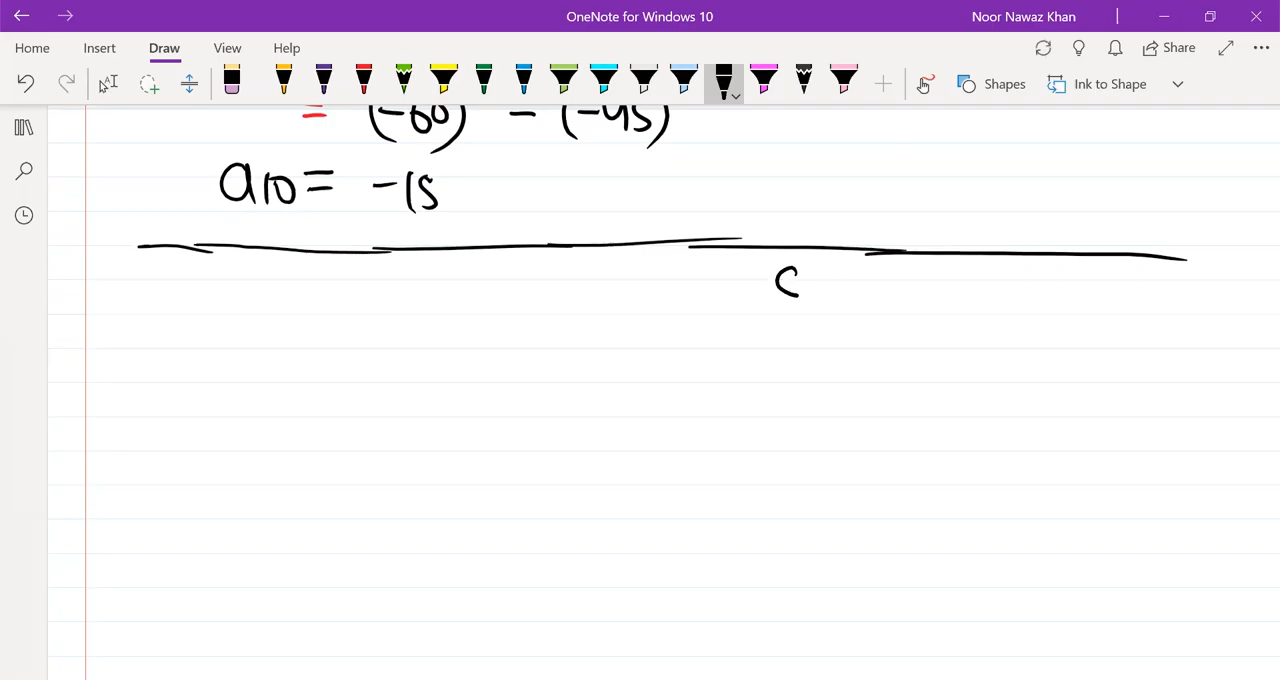 OneNote for Windows 10 Noor Nawaz Khan
Home Insert Draw View Help Share
Shapes Ink to Shape
= (-60) - (-45)
a10 = -15
C